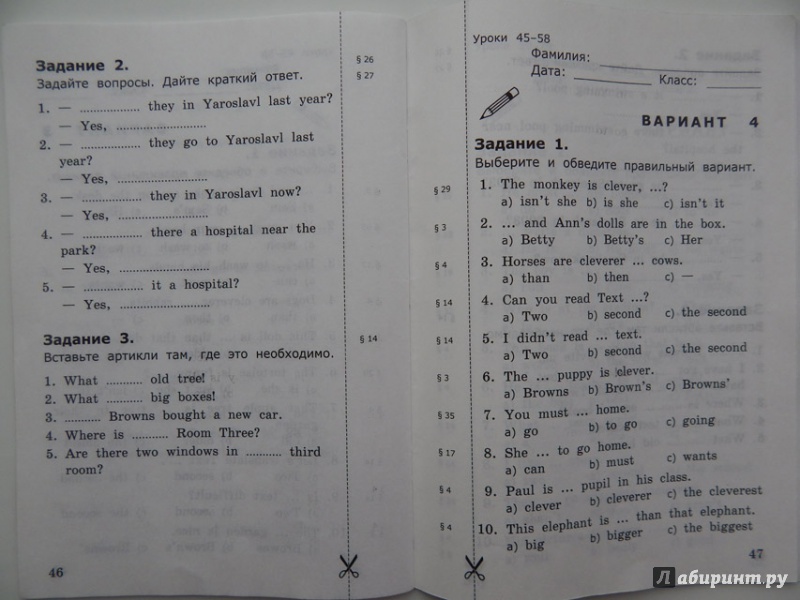 Задание 2.
§ 26
Задайте вопросы. Дайте краткий ответ.
§ 27
1. — ................ they in Yaroslavl last year?
— Yes, ........................
2. — ................ they go to Yaroslavl last
year?
— Yes, ........................
3. — ................ they in Yaroslavl now?
— Yes, ........................
4. — ................ there a hospital near the
park?
— Yes, ........................
5. — ................ it a hospital?
— Yes, ........................
Задание 3.
§ 14
Вставьте артикли там, где это необходимо.
1. What ........... old tree!
2. What ........... big boxes!
3. ........... Browns bought a new car.
4. Where is ........... Room Three?
5. Are there two windows in ........... third
room?
46
Уроки 45–58
Фамилия: ____________
Дата: ____________ Класс: ________
ВАРИАНТ 4
Задание 1.
Выберите и обведите правильный вариант.
§ 29
1. The monkey is clever, ...?
a) isn't she b) is she c) isn't it
§ 3
2. ... and Ann's dolls are in the box.
a) Betty b) Betty's c) Her
§ 4
3. Horses are cleverer ... cows.
a) than b) then c) —
§ 14
4. Can you read Text ...?
a) Two b) second c) the second
§ 14
5. I didn't read ... text.
a) Two b) second c) the second
§ 3
6. The ... puppy is clever.
a) Browns b) Brown's c) Browns'
§ 35
7. You must ... home.
a) go b) to go c) going
§ 17
8. She ... to go home.
a) can b) must c) wants
§ 4
9. Paul is ... pupil in his class.
a) clever b) cleverer c) the cleverest
§ 4
10. This elephant is ... than that elephant.
a) big b) bigger c) the biggest
47
Лабиринт.ру